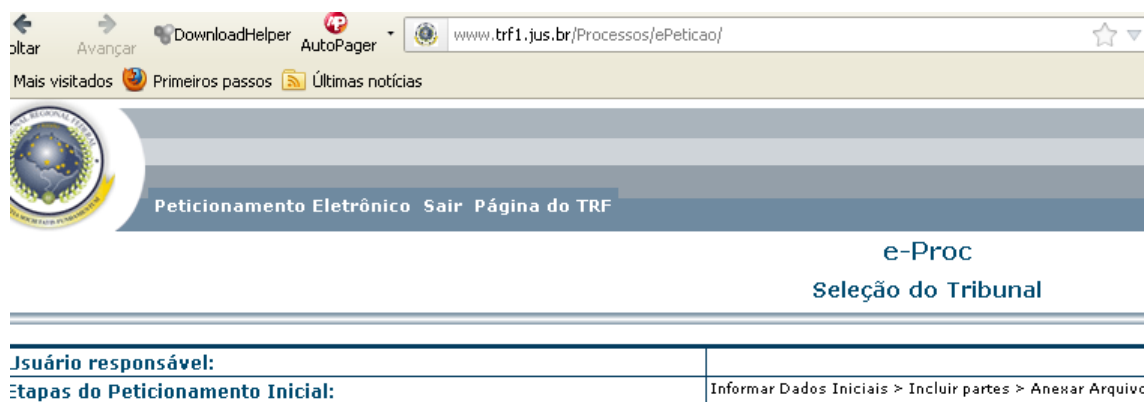 oltar Avançar DownloadHelper AutoPager www.trf1.jus.br/Processos/ePeticao/
Mais visitados Primeiros passos Últimas notícias
Peticionamento Eletrônico Sair Página do TRF
e-Proc
Seleção do Tribunal
Usuário responsável:
Etapas do Peticionamento Inicial: Informar Dados Iniciais > Incluir partes > Anexar Arquivo